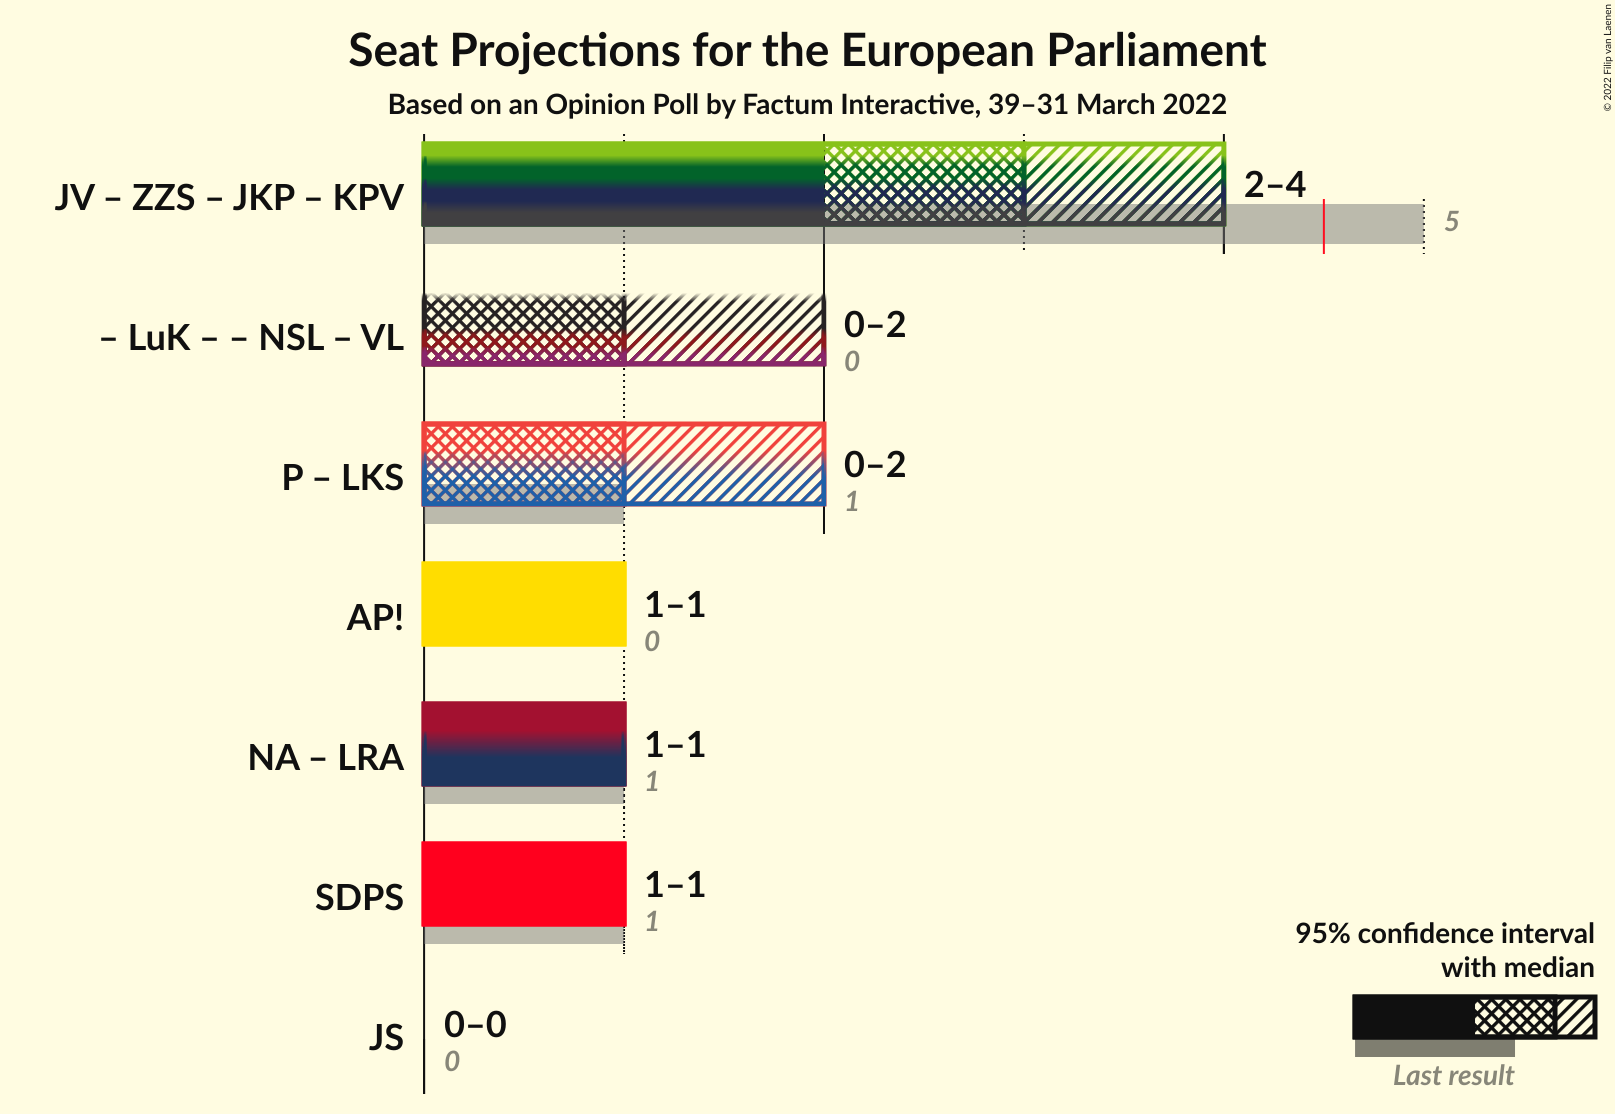 Seat Projections for the European Parliament
Based on an Opinion Poll by Factum Interactive, 39–31 March 2022
© 2022 Filip van Laenen
JV – ZZS – JKP – KPV
2–4
5
– LuK – – NSL – VL
0–2
0
P – LKS
0–2
1
AP!
1–1
0
NA – LRA
1–1
1
SDPS
1–1
1
JS
0–0
0
95% confidence interval
with median
Last result